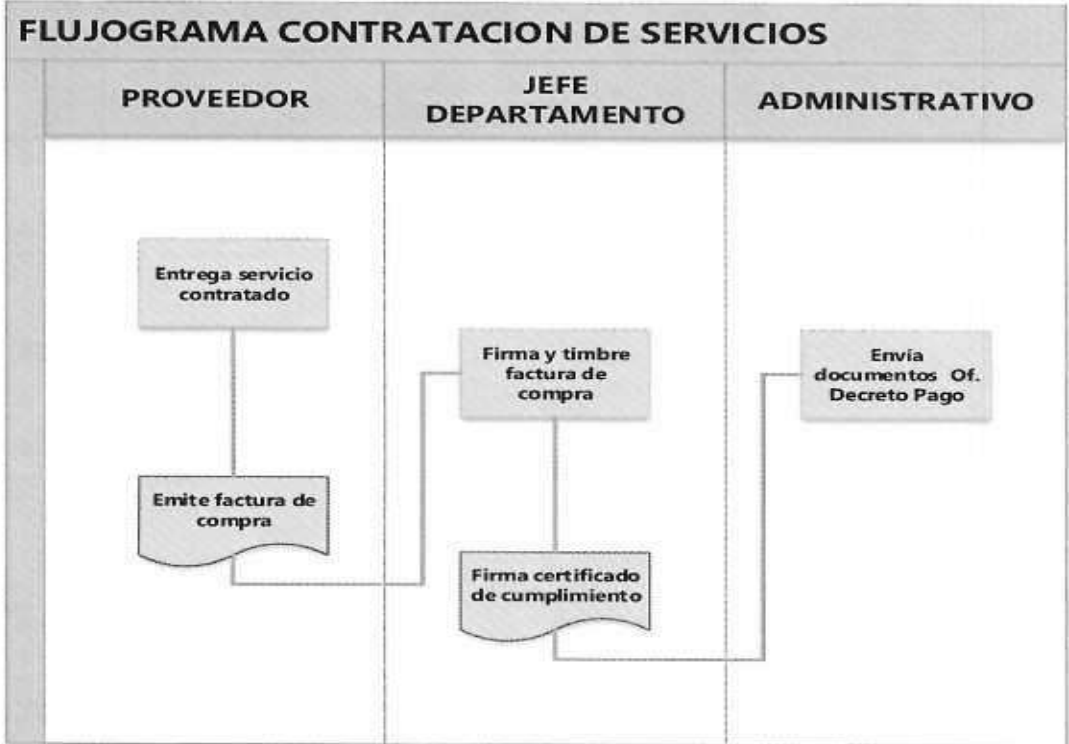 FLUJOGRAMA CONTRATACION DE SERVICIOS
PROVEEDOR
JEFE
DEPARTAMENTO
ADMINISTRATIVO
Entrega servicio
contratado
Emite factura de
compra
Firma y timbre
factura de
compra
Firma certificado
de cumplimiento
Envía
documentos Of.
Decreto Pago